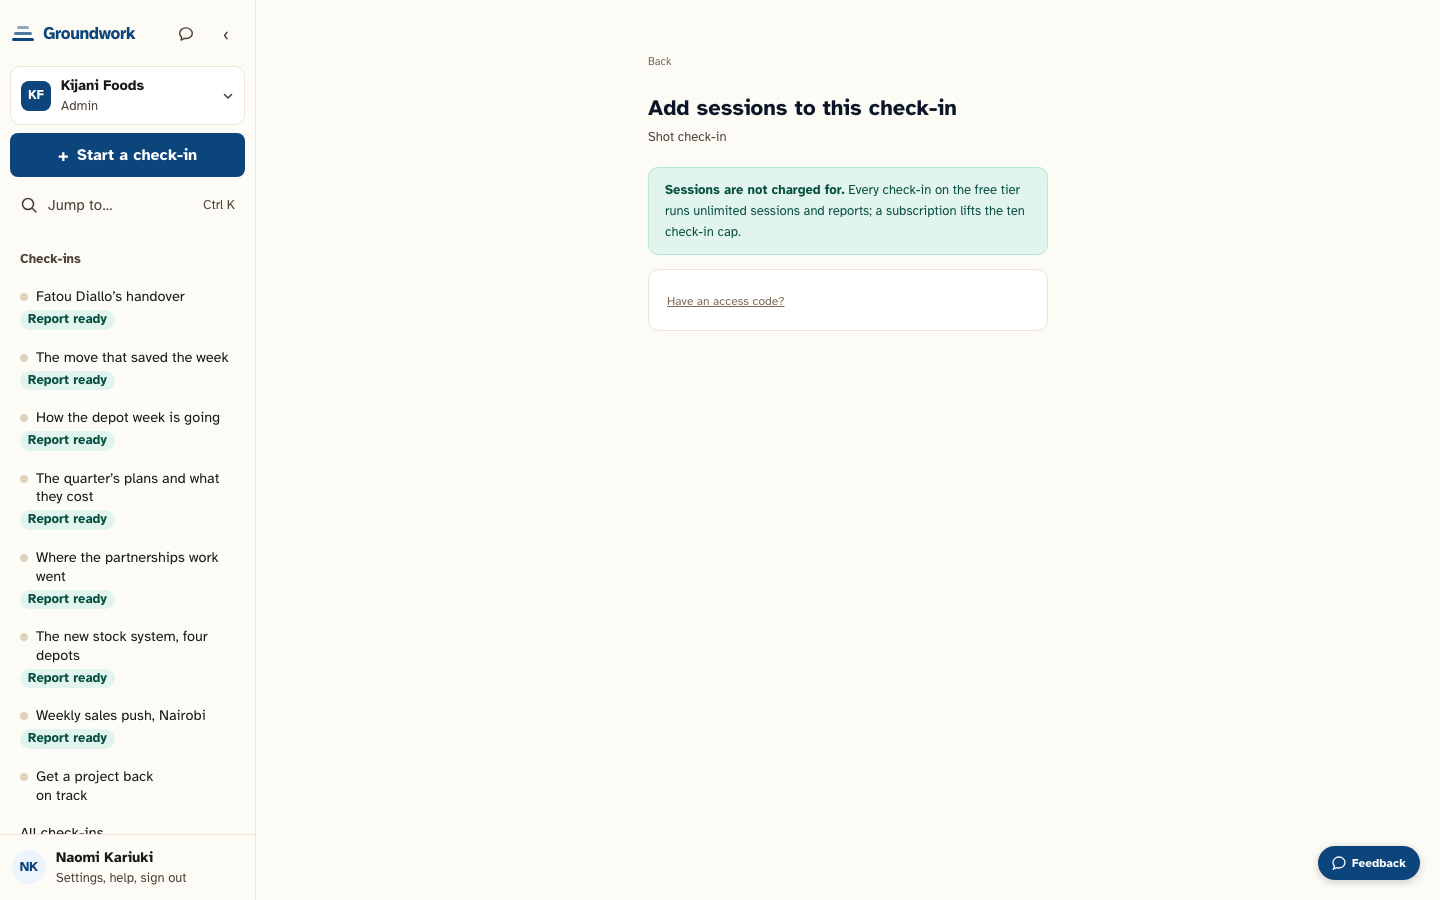 Groundwork
KF
Kijani Foods
Admin
+ Start a check-in
Jump to...
Ctrl K
Check-ins
Fatou Diallo’s handover
Report ready
The move that saved the week
Report ready
How the depot week is going
Report ready
The quarter’s plans and what
they cost
Report ready
Where the partnerships work
went
Report ready
The new stock system, four
depots
Report ready
Weekly sales push, Nairobi
Report ready
Get a project back
on track
All check-ins
NK
Naomi Kariuki
Settings, help, sign out
Back
Add sessions to this check-in
Shot check-in
Sessions are not charged for. Every check-in on the free tier
runs unlimited sessions and reports; a subscription lifts the ten
check-in cap.
Have an access code?
Feedback